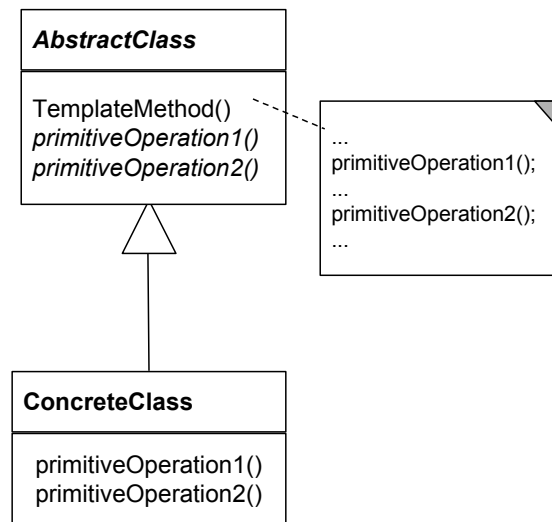 AbstractClass
TemplateMethod()
primitiveOperation1()
primitiveOperation2()
...
primitiveOperation1();
...
primitiveOperation2();
...
ConcreteClass
primitiveOperation1()
primitiveOperation2()